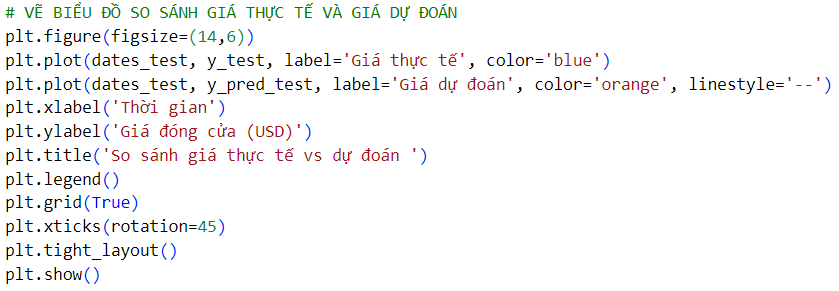 # VẼ BIỂU ĐỒ SO SÁNH GIÁ THỰC TẾ VÀ GIÁ DỰ ĐOÁN
plt.figure(figsize=(14,6))
plt.plot(dates_test, y_test, label='Giá thực tế', color='blue')
plt.plot(dates_test, y_pred_test, label='Giá dự đoán', color='orange', linestyle='--')
plt.xlabel('Thời gian')
plt.ylabel('Giá đóng cửa (USD)')
plt.title('So sánh giá thực tế vs dự đoán ')
plt.legend()
plt.grid(True)
plt.xticks(rotation=45)
plt.tight_layout()
plt.show()